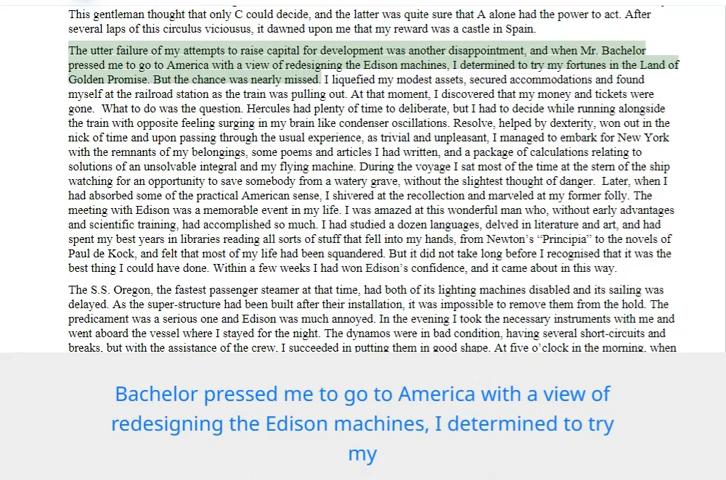 This gentleman thought that only C could decide, and the latter was quite sure that A alone had the power to act. After
several laps of this circulus viciousus, it dawned upon me that my reward was a castle in Spain.
The utter failure of my attempts to raise capital for development was another disappointment, and when Mr. Bachelor
pressed me to go to America with a view of redesigning the Edison machines, I determined to try my fortunes in the Land of
Golden Promise. But the chance was nearly missed. I liquefied my modest assets, secured accommodations and found
myself at the railroad station as the train was pulling out. At that moment, I discovered that my money and tickets were
gone. What to do was the question. Hercules had plenty of time to deliberate, but I had to decide while running alongside
the train with opposite feeling surging in my brain like condenser oscillations. Resolve, helped by dexterity, won out in the
nick of time and upon passing through the usual experience, as trivial and unpleasant, I managed to embark for New York
with the remnants of my belongings, some poems and articles I had written, and a package of calculations relating to
solutions of an unsolvable integral and my flying machine. During the voyage I sat most of the time at the stern of the ship
watching for an opportunity to save somebody from a watery grave, without the slightest thought of danger. Later, when I
had absorbed some of the practical American sense, I shivered at the recollection and marveled at my former folly. The
meeting with Edison was a memorable event in my life. I was amazed at this wonderful man who, without early advantages
and scientific training, had accomplished so much. I had studied a dozen languages, delved in literature and art, and had
spent my best years in libraries reading all sorts of stuff that fell into my hands, from Newton's “Principia” to the novels of
Paul de Kock, and felt that most of my life had been squandered. But it did not take long before I recognised that it was the
best thing I could have done. Within a few weeks I had won Edison's confidence, and it came about in this way.
The S.S. Oregon, the fastest passenger steamer at that time, had both of its lighting machines disabled and its sailing was
delayed. As the super-structure had been built after their installation, it was impossible to remove them from the hold. The
predicament was a serious one and Edison was much annoyed. In the evening I took the necessary instruments with me and
went aboard the vessel where I stayed for the night. The dynamos were in bad condition, having several short-circuits and
breaks, but with the assistance of the crew, I succeeded in putting them in good shape. At five o'clock in the morning, when
Bachelor pressed me to go to America with a view of
redesigning the Edison machines, I determined to try
my